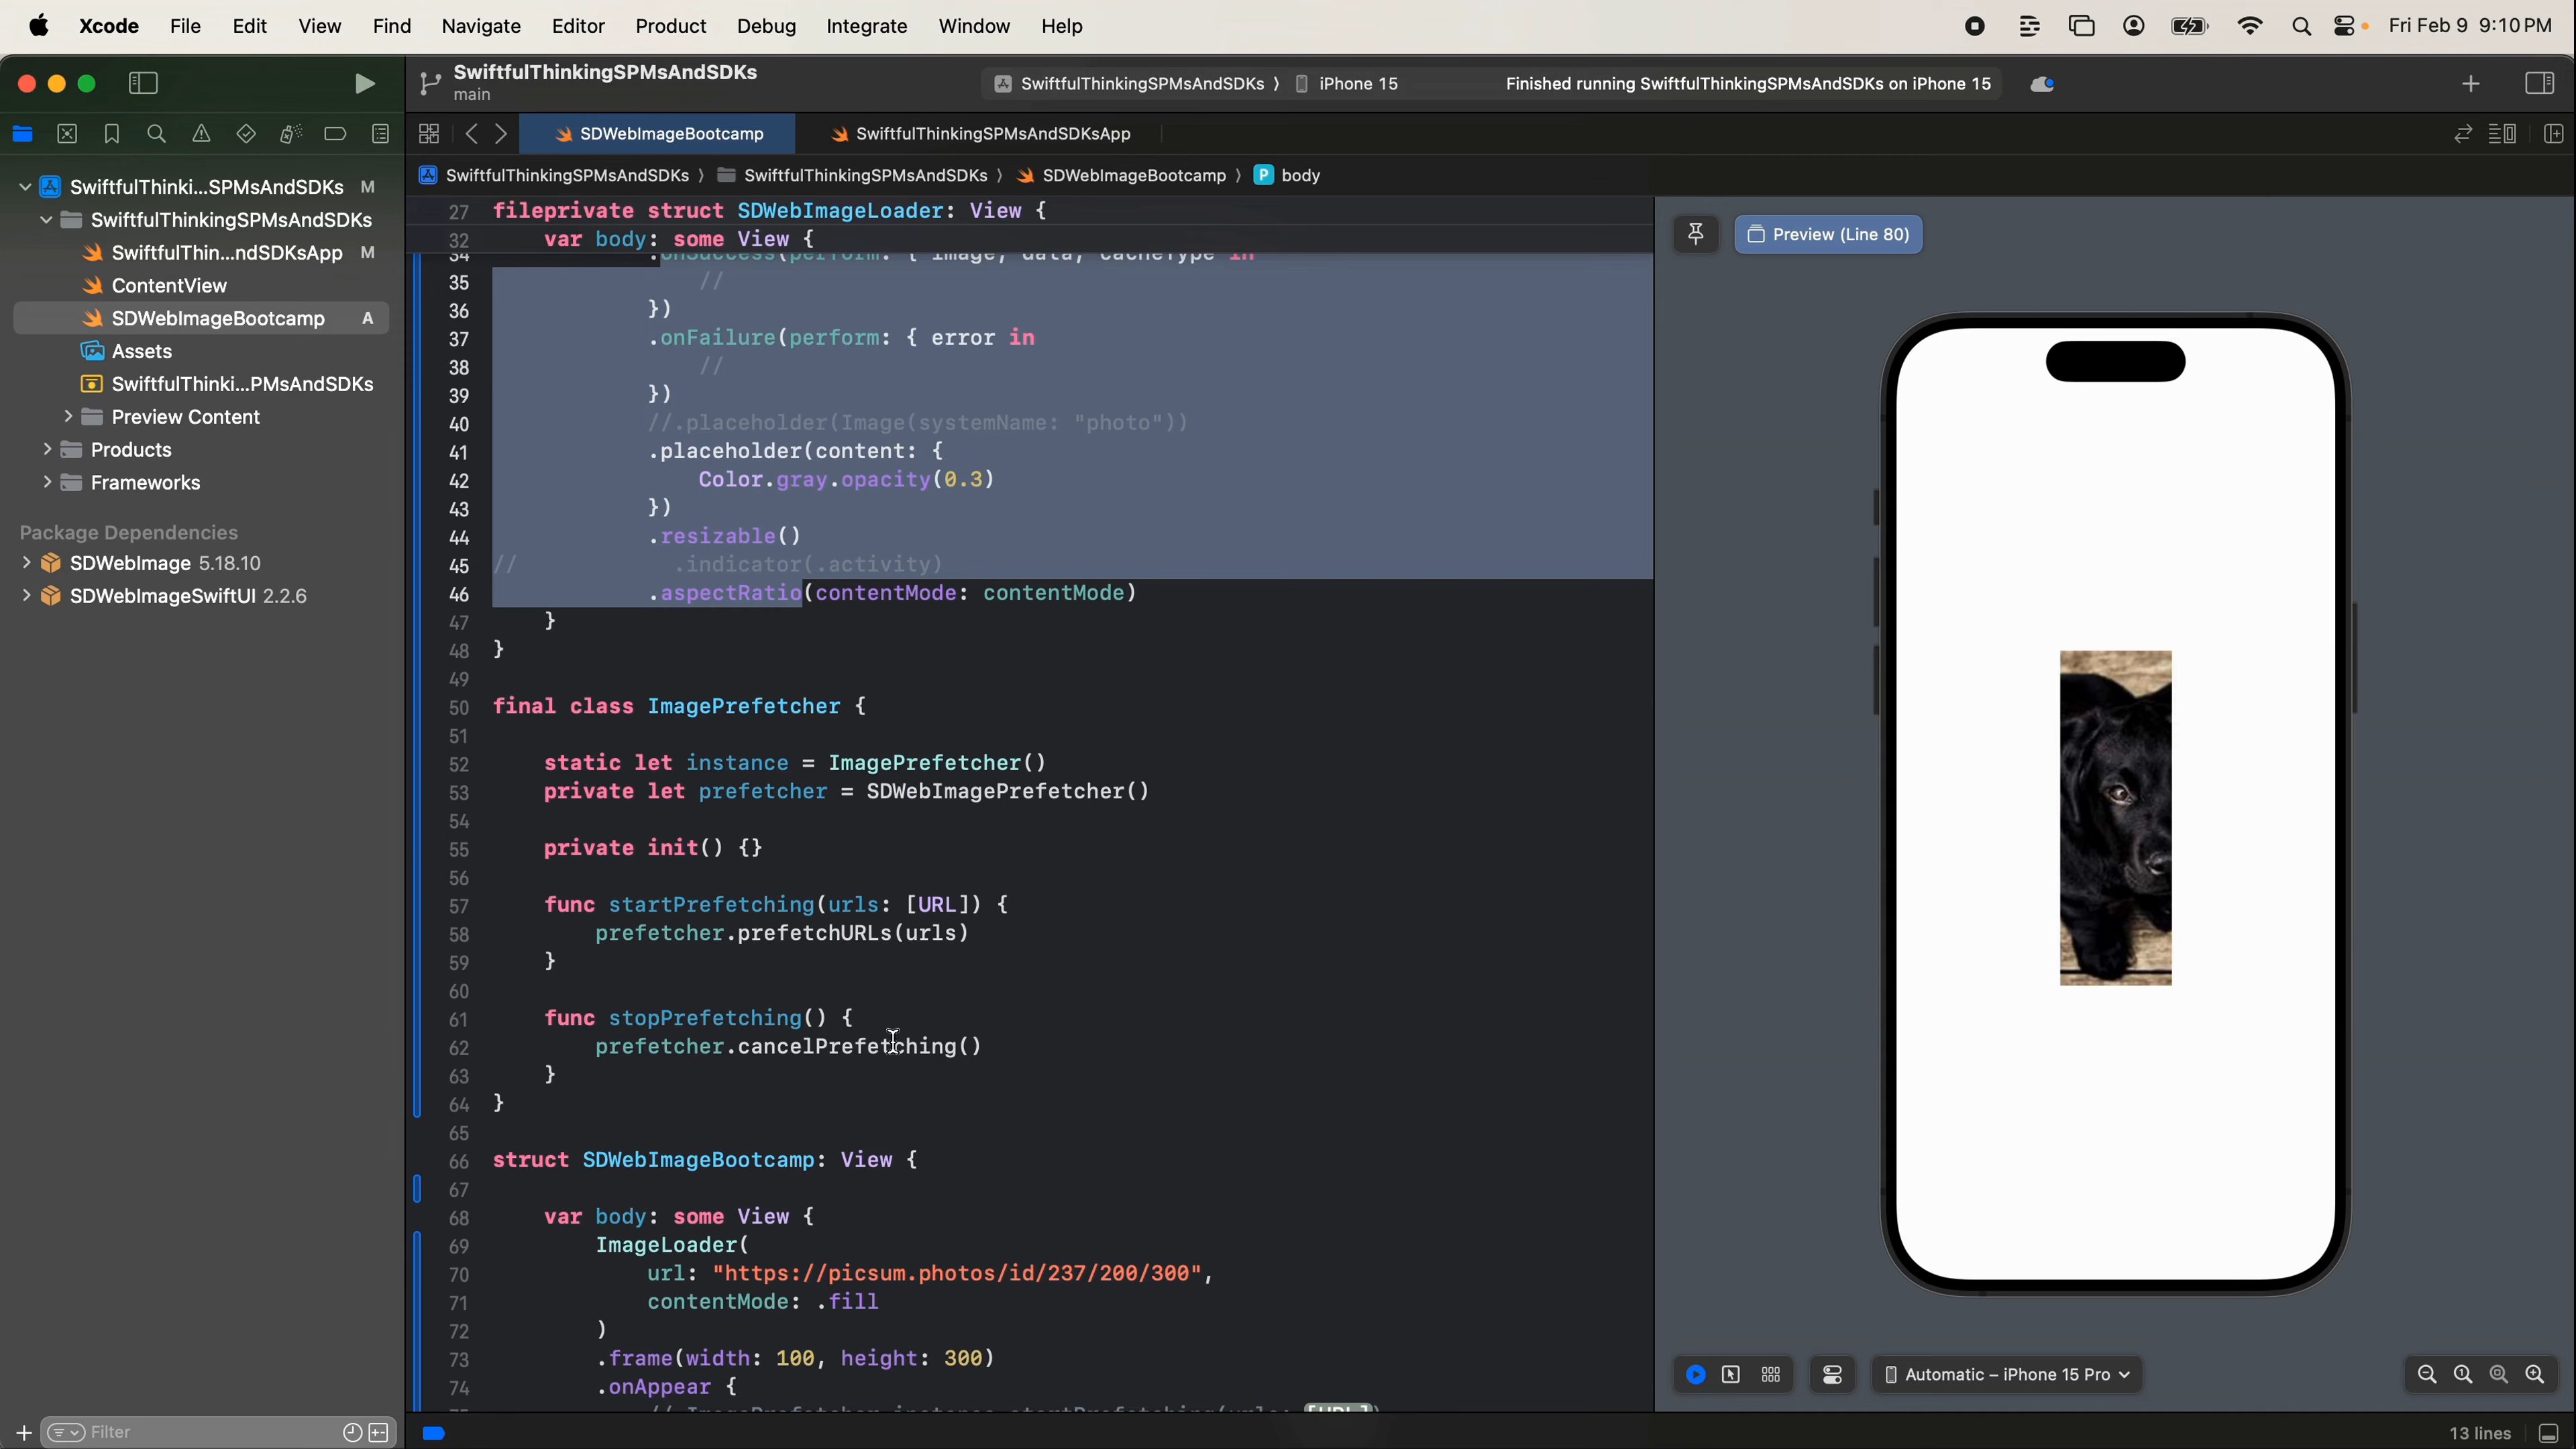 Xcode File Edit View Find Navigate Editor Product Debug Integrate Window Help Fri Feb 9 9:10 PM
SwiftfulThinkingSPMsAndSDKs
main
SwiftfulThinkingSPMsAndSDKs 〉 iPhone 15 Finished running SwiftfulThinkingSPMsAndSDKs on iPhone 15
SDWebImageBootcamp SwiftfulThinkingSPMsAndSDKsApp
SwiftfulThinkingSPMsAndSDKs 〉 SwiftfulThinkingSPMsAndSDKs 〉 SDWebImageBootcamp 〉 P body
SwiftfulThinki...SPMsAndSDKs M
SwiftfulThinkingSPMsAndSDKs
SwiftfulThin...ndSDKsApp M
ContentView
SDWebImageBootcamp A
Assets
SwiftfulThinki...PMsAndSDKs
Preview Content
Products
Frameworks
Package Dependencies
SDWebImage 5.18.10
SDWebImageSwiftUI 2.2.6
Filter
27 fileprivate struct SDWebImageLoader: View {
32 var body: some View {
34 .onSuccess(perform: { image, data, cacheType in
35 //
36 })
37 .onFailure(perform: { error in
38 //
39 })
40 //.placeholder(Image(systemName: "photo"))
41 .placeholder(content: {
42 Color.gray.opacity(0.3)
43 })
44 .resizable()
45 // .indicator(.activity)
46 .aspectRatio(contentMode: contentMode)
47 }
48 }
49
50 final class ImagePrefetcher {
51
52 static let instance = ImagePrefetcher()
53 private let prefetcher = SDWebImagePrefetcher()
54
55 private init() {}
56
57 func startPrefetching(urls: [URL]) {
58 prefetcher.prefetchURLs(urls)
59 }
60
61 func stopPrefetching() {
62 prefetcher.cancelPrefetching()
63 }
64 }
65
66 struct SDWebImageBootcamp: View {
67
68 var body: some View {
69 ImageLoader(
70 url: "https://picsum.photos/id/237/200/300",
71 contentMode: .fill
72 )
73 .frame(width: 100, height: 300)
74 .onAppear {
Preview (Line 80)
Automatic – iPhone 15 Pro
13 lines